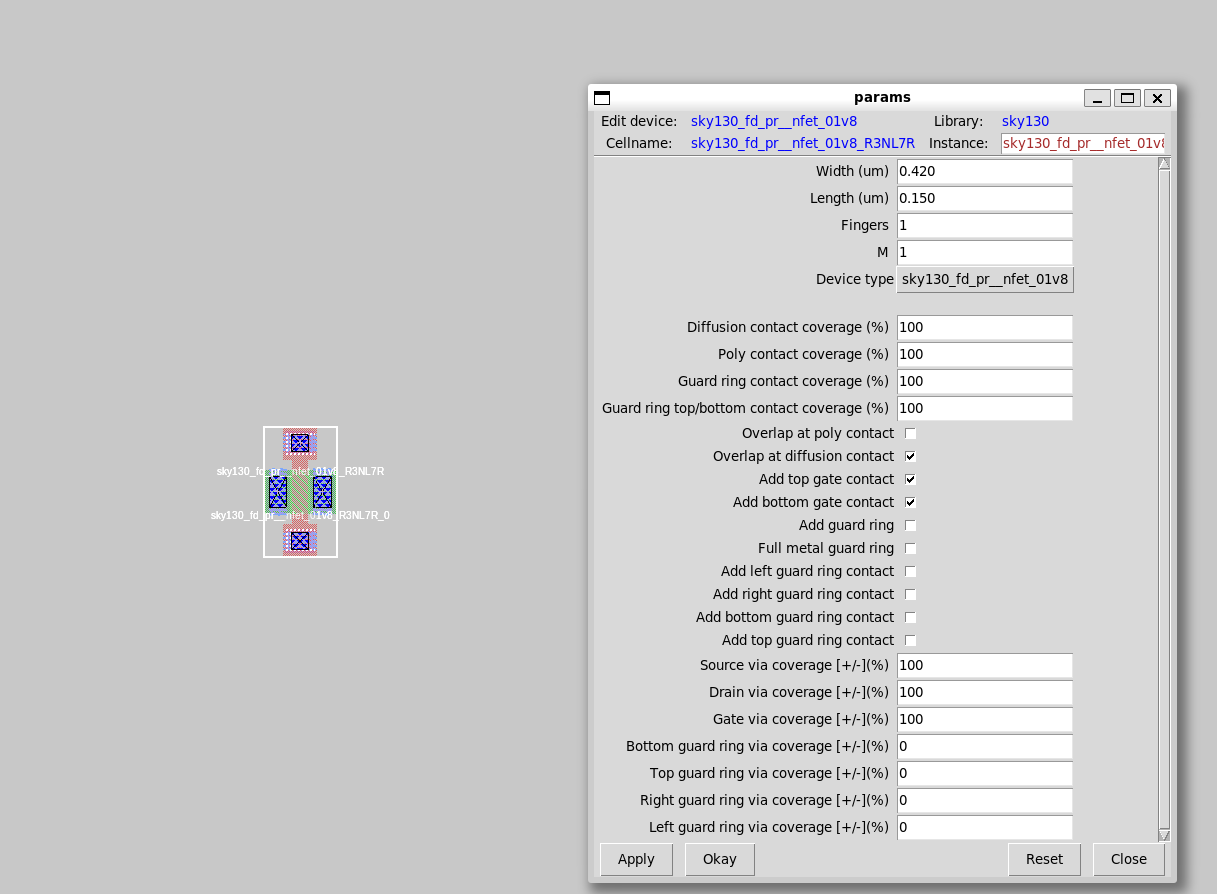 params
Edit device: sky130_fd_pr__nfet_01v8 Library: sky130
Cellname: sky130_fd_pr__nfet_01v8_R3NL7R Instance: sky130_fd_pr__nfet_01v8
Width (um) 0.420
Length (um) 0.150
Fingers 1
M 1
Device type sky130_fd_pr__nfet_01v8
Diffusion contact coverage (%) 100
Poly contact coverage (%) 100
Guard ring contact coverage (%) 100
Guard ring top/bottom contact coverage (%) 100
Overlap at poly contact
Overlap at diffusion contact
Add top gate contact
Add bottom gate contact
Add guard ring
Full metal guard ring
Add left guard ring contact
Add right guard ring contact
Add bottom guard ring contact
Add top guard ring contact
Source via coverage [+/-](%) 100
Drain via coverage [+/-](%) 100
Gate via coverage [+/-](%) 100
Bottom guard ring via coverage [+/-](%) 0
Top guard ring via coverage [+/-](%) 0
Right guard ring via coverage [+/-](%) 0
Left guard ring via coverage [+/-](%) 0
Apply Okay Reset Close
sky130_fd_pr__nfet_01v8_R3NL7R
sky130_fd_pr__nfet_01v8_R3NL7R_0